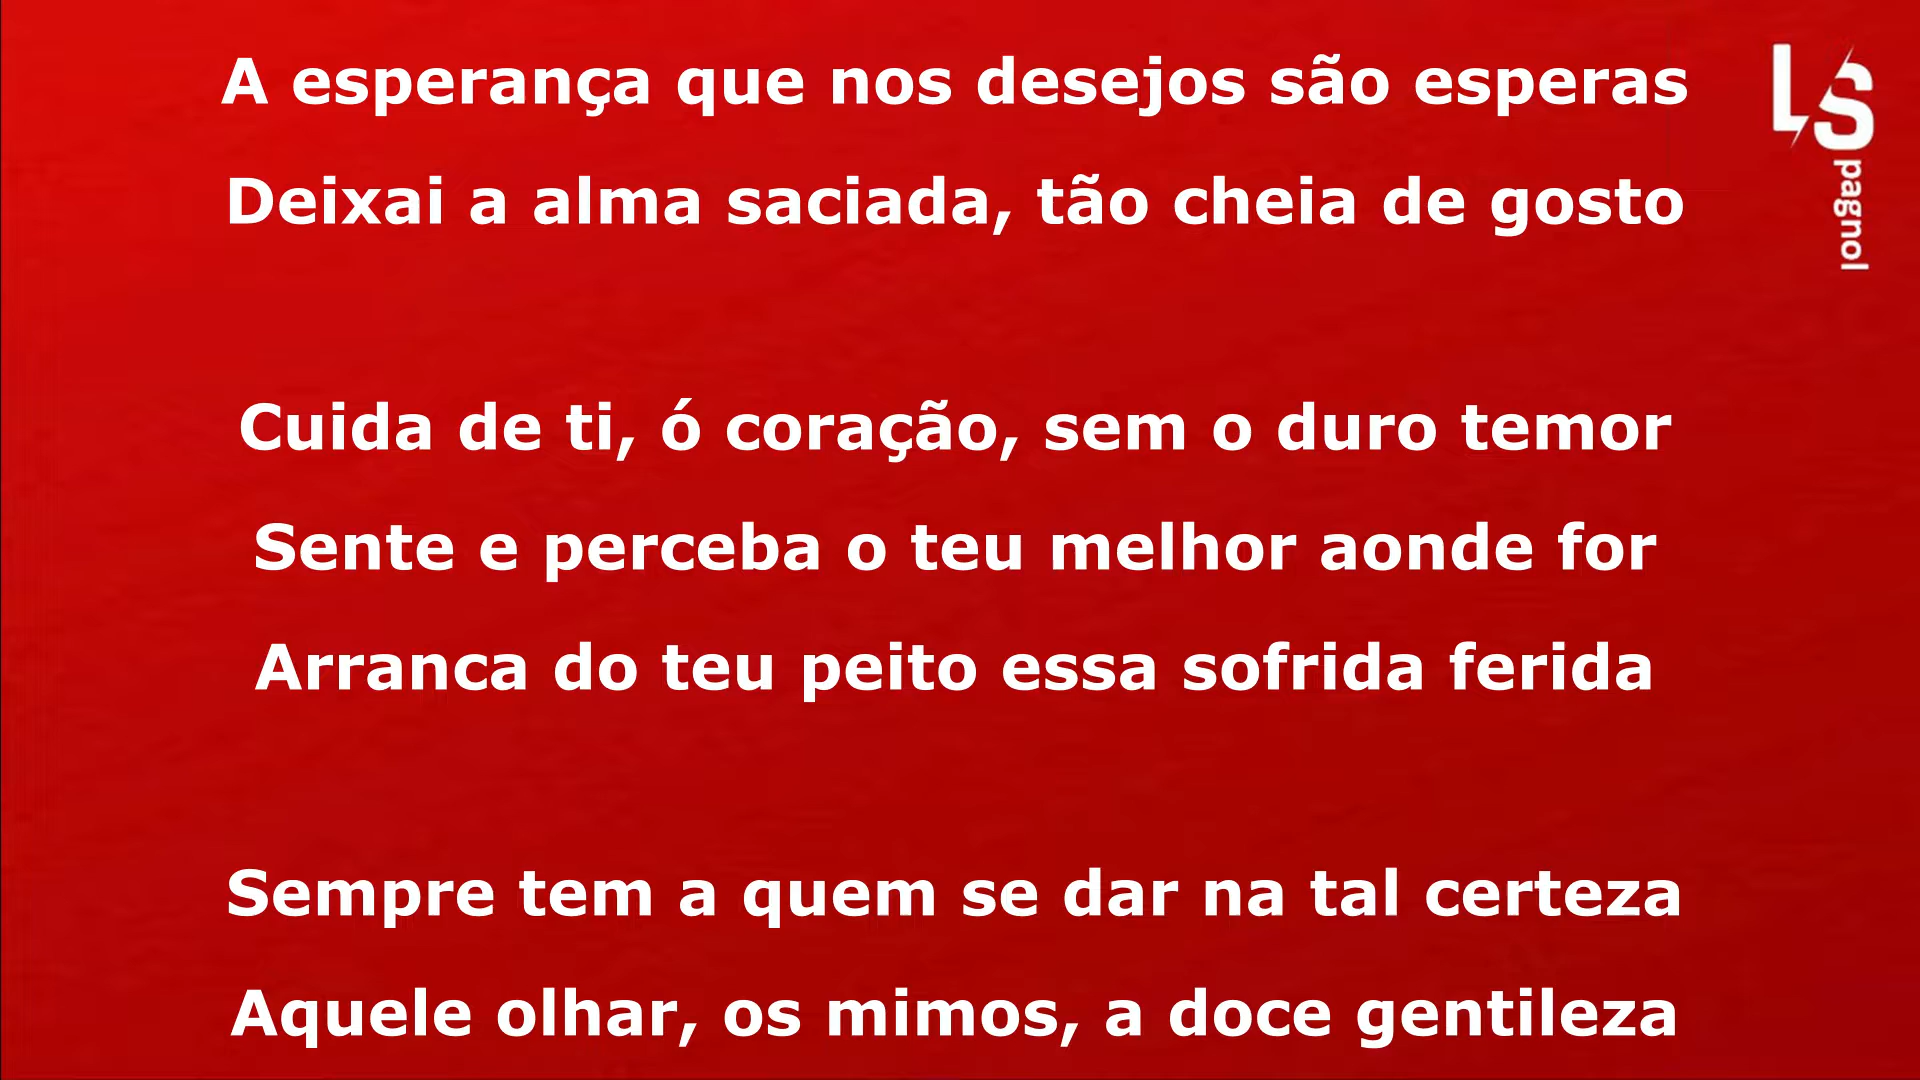 A esperança que nos desejos são esperas
Deixai a alma saciada, tão cheia de gosto
Cuida de ti, ó coração, sem o duro temor
Sente e perceba o teu melhor aonde for
Arranca do teu peito essa sofrida ferida
Sempre tem a quem se dar na tal certeza
Aquele olhar, os mimos, a doce gentileza
LS
pagnol